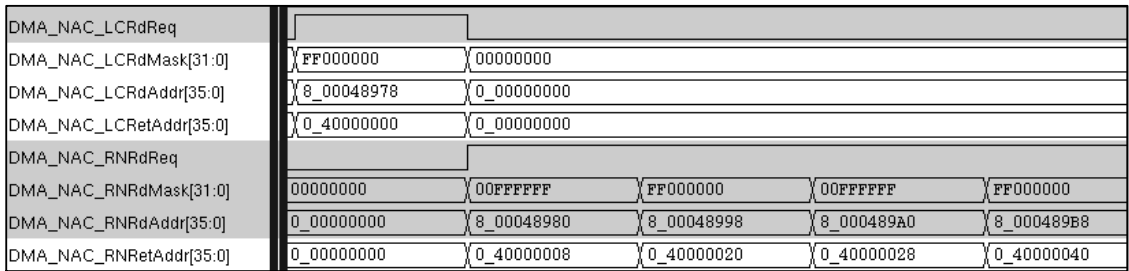 DMA_NAC_LCRdReq
DMA_NAC_LCRdMask[31:0] FF000000 00000000
DMA_NAC_LCRdAddr[35:0] 8_00048978 0_00000000
DMA_NAC_LCRetAddr[35:0] 0_40000000 0_00000000
DMA_NAC_RNRdReq
DMA_NAC_RNRdMask[31:0] 00000000 00FFFFFF FF000000 00FFFFFF FF000000
DMA_NAC_RNRdAddr[35:0] 0_00000000 8_00048980 8_00048998 8_000489A0 8_000489B8
DMA_NAC_RNRetAddr[35:0] 0_00000000 0_40000008 0_40000020 0_40000028 0_40000040